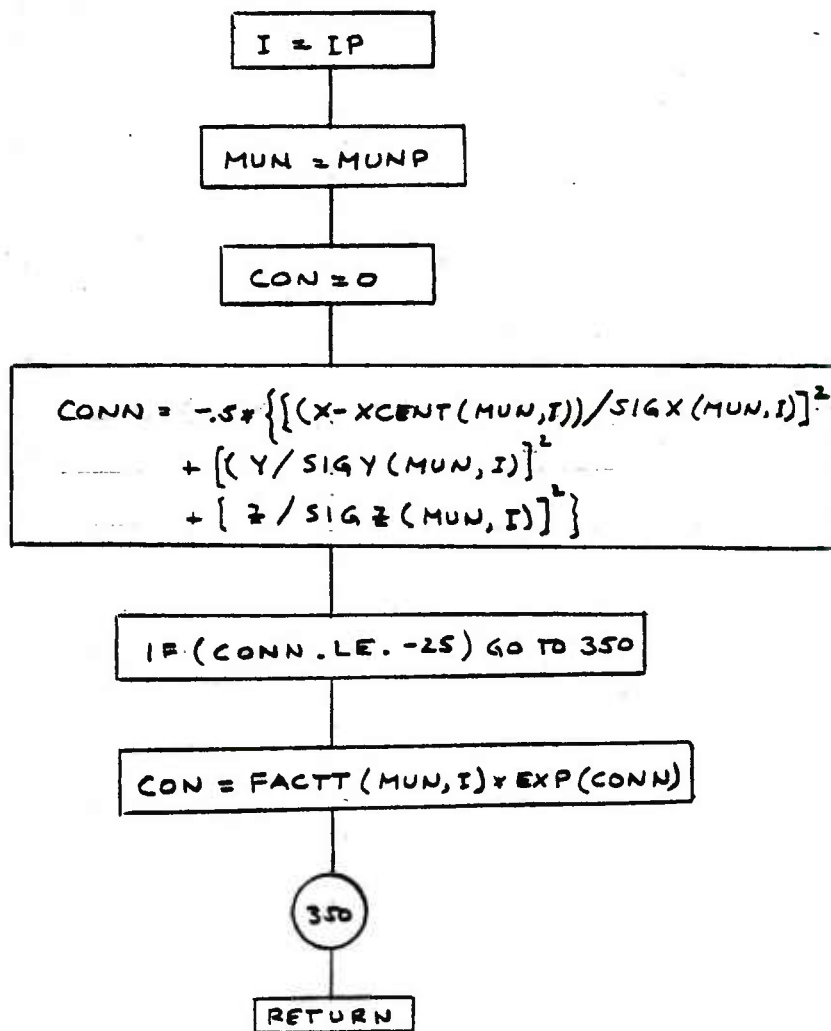 I = IP
MUN = MUNP
CON = 0
CONN = -.5* {[(X-XCENT(MUN,I))/SIGX(MUN,I)]²
+ [(Y/SIGY(MUN,I)]²
+ [Z/SIGZ(MUN,I)]²}
IF (CONN.LE.-25) GO TO 350
CON = FACTT(MUN,I)*EXP(CONN)
350
RETURN